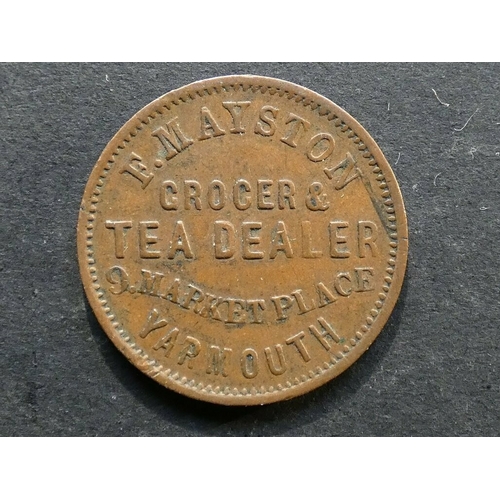 F. MAYSTON
GROCER &
TEA DEALER
9. MARKET PLACE
YARMOUTH